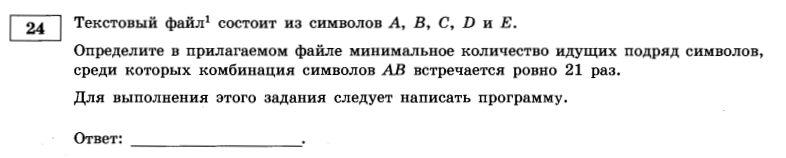 24
Текстовый файл¹ состоит из символов A, B, C, D и E.
Определите в прилагаемом файле минимальное количество идущих подряд символов,
среди которых комбинация символов AB встречается ровно 21 раз.
Для выполнения этого задания следует написать программу.
Ответ: ____________________.